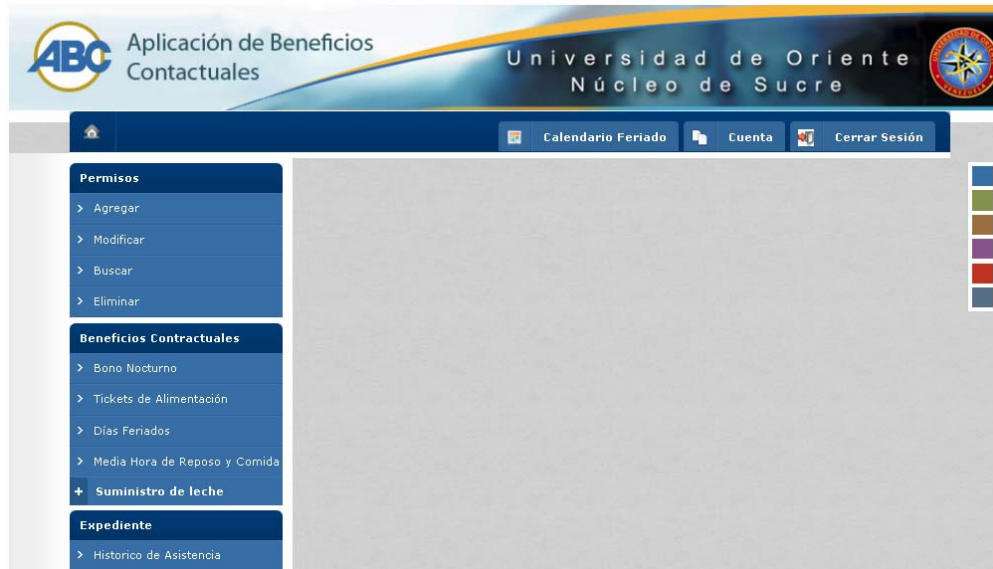 ABC
Aplicación de Beneficios
Contactuales
Universidad de Oriente
Núcleo de Sucre
Calendario Feriado
Cuenta
Cerrar Sesión
Permisos
Agregar
Modificar
Buscar
Eliminar
Beneficios Contractuales
Bono Nocturno
Tickets de Alimentación
Días Feriados
Media Hora de Reposo y Comida
+ Suministro de leche
Expediente
Historico de Asistencia